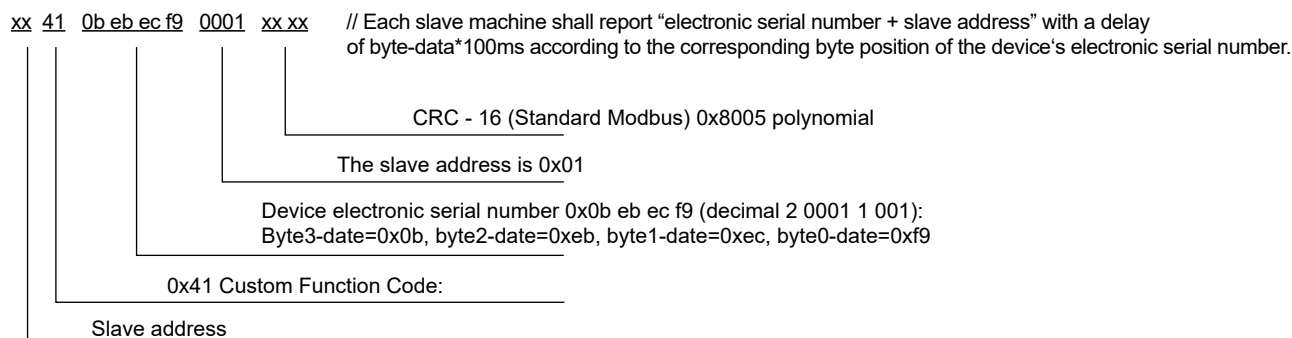 xx 41 0b eb ec f9 0001 xx xx // Each slave machine shall report “electronic serial number + slave address” with a delay
of byte-data*100ms according to the corresponding byte position of the device‘s electronic serial number.
CRC - 16 (Standard Modbus) 0x8005 polynomial
The slave address is 0x01
Device electronic serial number 0x0b eb ec f9 (decimal 2 0001 1 001):
Byte3-date=0x0b, byte2-date=0xeb, byte1-date=0xec, byte0-date=0xf9
0x41 Custom Function Code:
Slave address